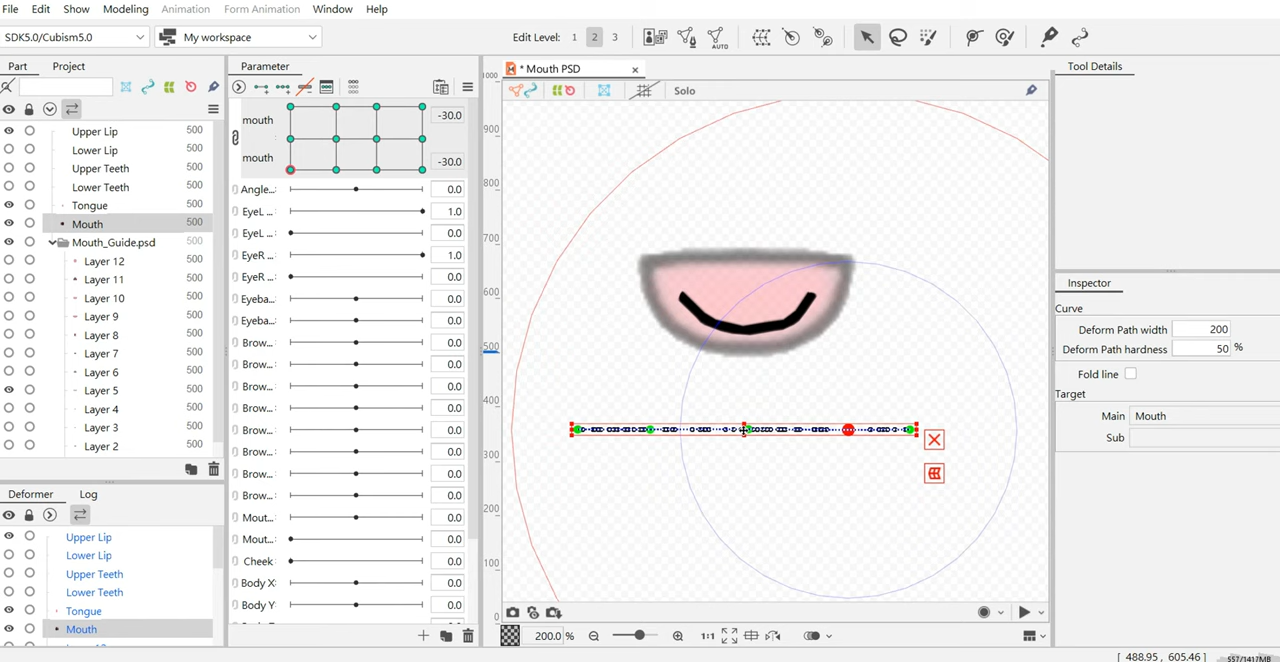 File Edit Show Modeling Animation Form Animation Window Help
SDK5.0/Cubism5.0 My workspace Edit Level: 1 2 3 AUTO
Part Project
Upper Lip 500
Lower Lip 500
Upper Teeth 500
Lower Teeth 500
Tongue 500
Mouth 500
Mouth_Guide.psd 500
Layer 12 500
Layer 11 500
Layer 10 500
Layer 9 500
Layer 8 500
Layer 7 500
Layer 6 500
Layer 5 500
Layer 4 500
Layer 3 500
Layer 2 500
Deformer Log
Upper Lip
Lower Lip
Upper Teeth
Lower Teeth
Tongue
Mouth
Parameter
mouth -30.0
mouth -30.0
Angle... 0.0
EyeL ... 1.0
EyeL ... 0.0
EyeR ... 1.0
EyeR ... 0.0
Eyeba... 0.0
Eyeba... 0.0
Brow... 0.0
Brow... 0.0
Brow... 0.0
Brow... 0.0
Brow... 0.0
Brow... 0.0
Brow... 0.0
Brow... 0.0
Mout... 0.0
Mout... 0.0
Cheek 0.0
Body X: 0.0
Body Y: 0.0
* Mouth PSD
Solo
1000
900
800
700
600
500
400
300
200
100
0
200.0 % 1:1
Tool Details
Inspector
Curve
Deform Path width 200
Deform Path hardness 50 %
Fold line
Target
Main Mouth
Sub
[ 488.95, 605.46] 557/1417MB